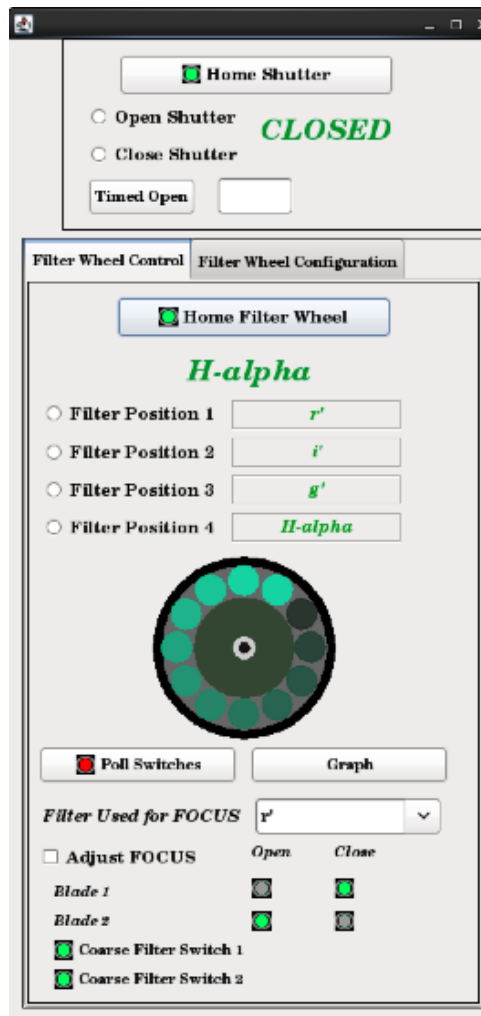 Home Shutter
Open Shutter
CLOSED
Close Shutter
Timed Open
Filter Wheel Control Filter Wheel Configuration
Home Filter Wheel
H-alpha
Filter Position 1 r'
Filter Position 2 i'
Filter Position 3 g'
Filter Position 4 H-alpha
Poll Switches Graph
Filter Used for FOCUS r'
Adjust FOCUS Open Close
Blade 1
Blade 2
Coarse Filter Switch 1
Coarse Filter Switch 2